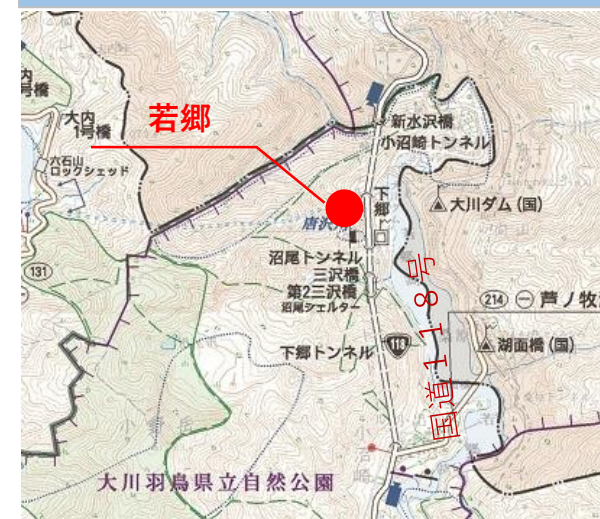 内
号橋
大内
1号橋
若郷
六石山
ロックシェッド
新水沢橋
小沼崎トンネル
下郷
大川ダム(国)
唐沢
沼尾トンネル
三沢橋
第2三沢橋
沼尾シェルター
131
国道118号
214 ㊀ 芦ノ牧
下郷トンネル
118
湖面橋(国)
大川羽鳥県立自然公園